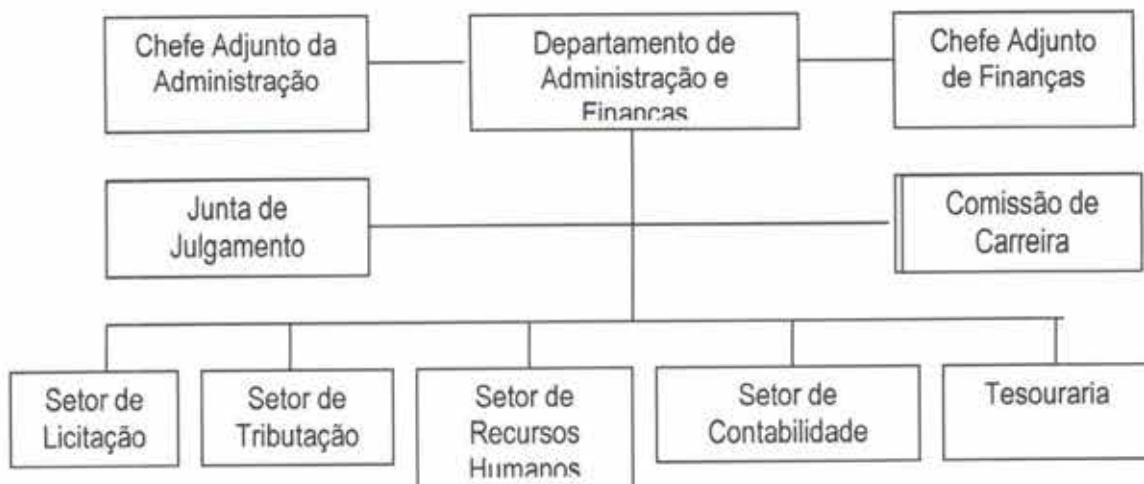 Chefe Adjunto da
Administração
Departamento de
Administração e
Finanças
Chefe Adjunto
de Finanças
Junta de
Julgamento
Comissão de
Carreira
Setor de
Licitação
Setor de
Tributação
Setor de
Recursos
Humanos
Setor de
Contabilidade
Tesouraria